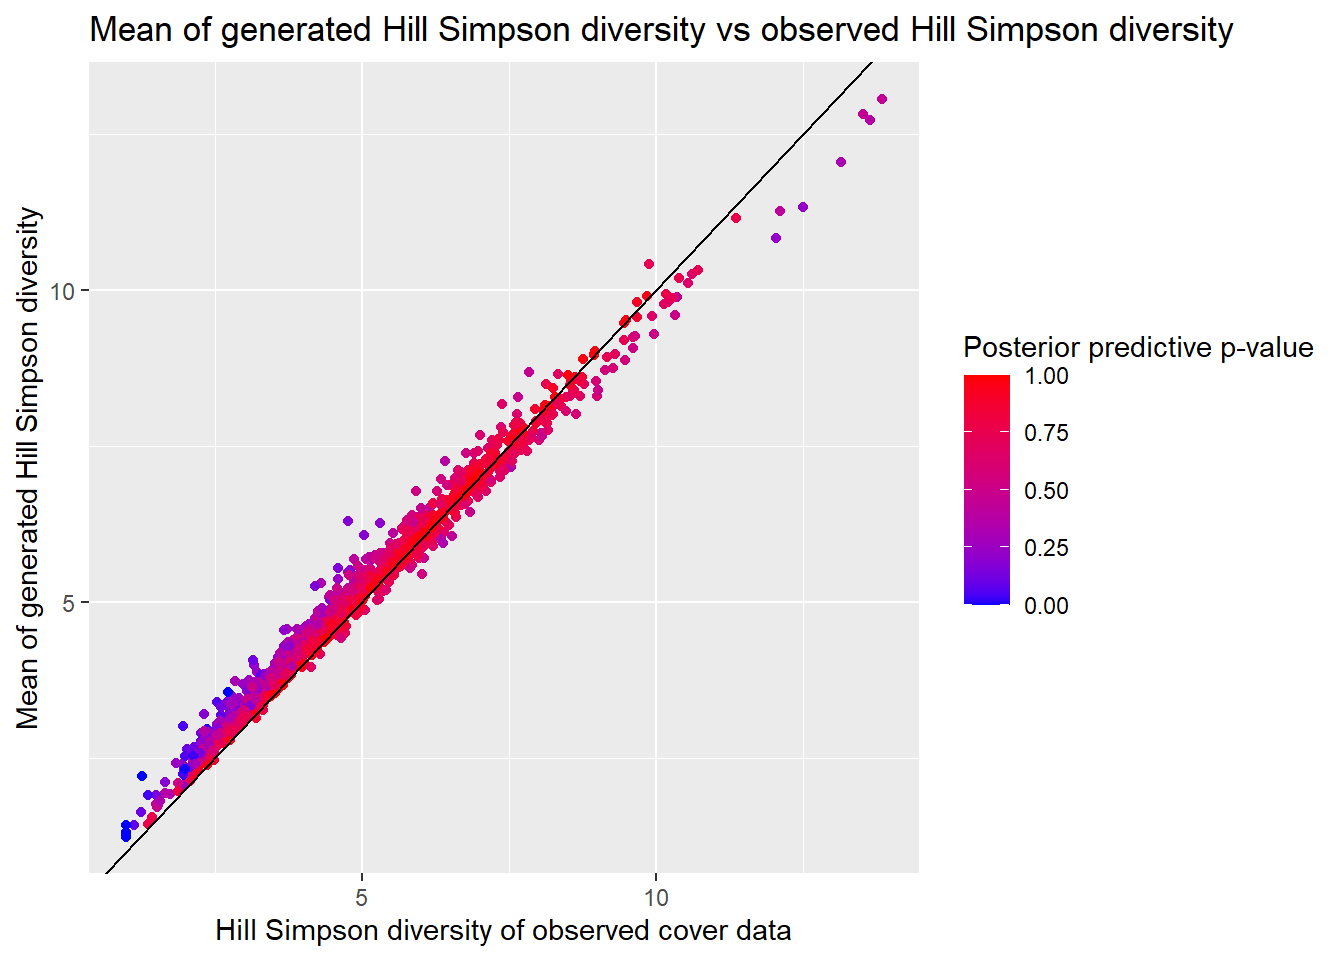 Mean of generated Hill Simpson diversity vs observed Hill Simpson diversity
Mean of generated Hill Simpson diversity
10
5
5
10
Hill Simpson diversity of observed cover data
Posterior predictive p-value
1.00
0.75
0.50
0.25
0.00